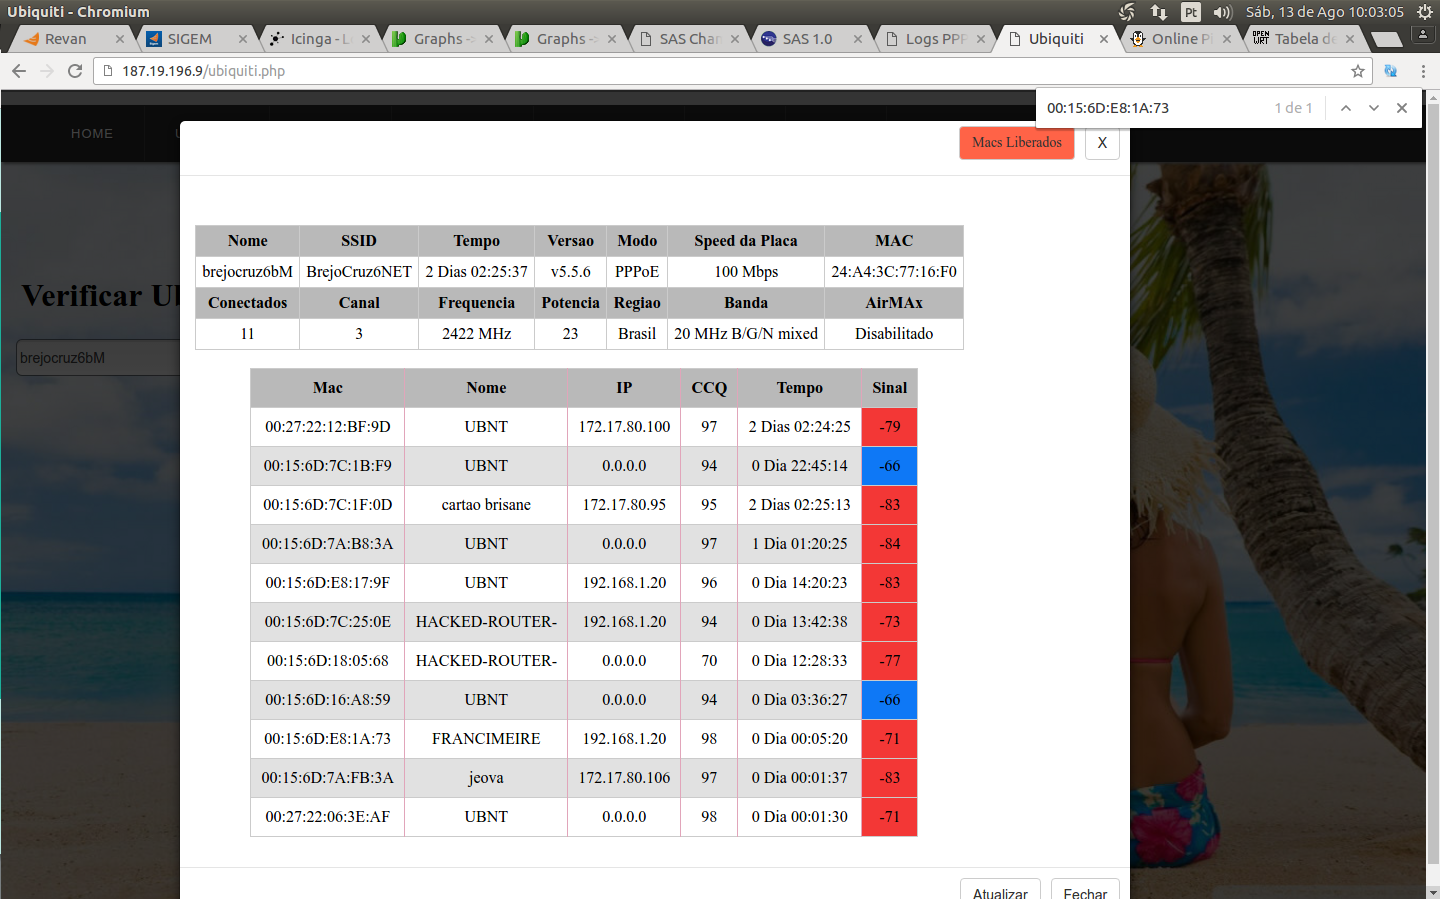 Ubiquiti - Chromium
Pt
Sáb, 13 de Ago 10:03:05
Revan
SIGEM
Icinga - L
Graphs ->
Graphs ->
SAS Char
SAS 1.0
Logs PPP
Ubiquiti
Online P
OPEN WRT
Tabela de
187.19.196.9/ubiquiti.php
00:15:6D:E8:1A:73 1 de 1
HOME
Macs Liberados X
Verificar Ub
brejocruz6bM
Nome SSID Tempo Versao Modo Speed da Placa MAC
brejocruz6bM BrejoCruz6NET 2 Dias 02:25:37 v5.5.6 PPPoE 100 Mbps 24:A4:3C:77:16:F0
Conectados Canal Frequencia Potencia Regiao Banda AirMAx
11 3 2422 MHz 23 Brasil 20 MHz B/G/N mixed Disabilitado
Mac Nome IP CCQ Tempo Sinal
00:27:22:12:BF:9D UBNT 172.17.80.100 97 2 Dias 02:24:25 -79
00:15:6D:7C:1B:F9 UBNT 0.0.0.0 94 0 Dia 22:45:14 -66
00:15:6D:7C:1F:0D cartao brisane 172.17.80.95 95 2 Dias 02:25:13 -83
00:15:6D:7A:B8:3A UBNT 0.0.0.0 97 1 Dia 01:20:25 -84
00:15:6D:E8:17:9F UBNT 192.168.1.20 96 0 Dia 14:20:23 -83
00:15:6D:7C:25:0E HACKED-ROUTER- 192.168.1.20 94 0 Dia 13:42:38 -73
00:15:6D:18:05:68 HACKED-ROUTER- 0.0.0.0 70 0 Dia 12:28:33 -77
00:15:6D:16:A8:59 UBNT 0.0.0.0 94 0 Dia 03:36:27 -66
00:15:6D:E8:1A:73 FRANCIMEIRE 192.168.1.20 98 0 Dia 00:05:20 -71
00:15:6D:7A:FB:3A jeova 172.17.80.106 97 0 Dia 00:01:37 -83
00:27:22:06:3E:AF UBNT 0.0.0.0 98 0 Dia 00:01:30 -71
Atualizar Fechar